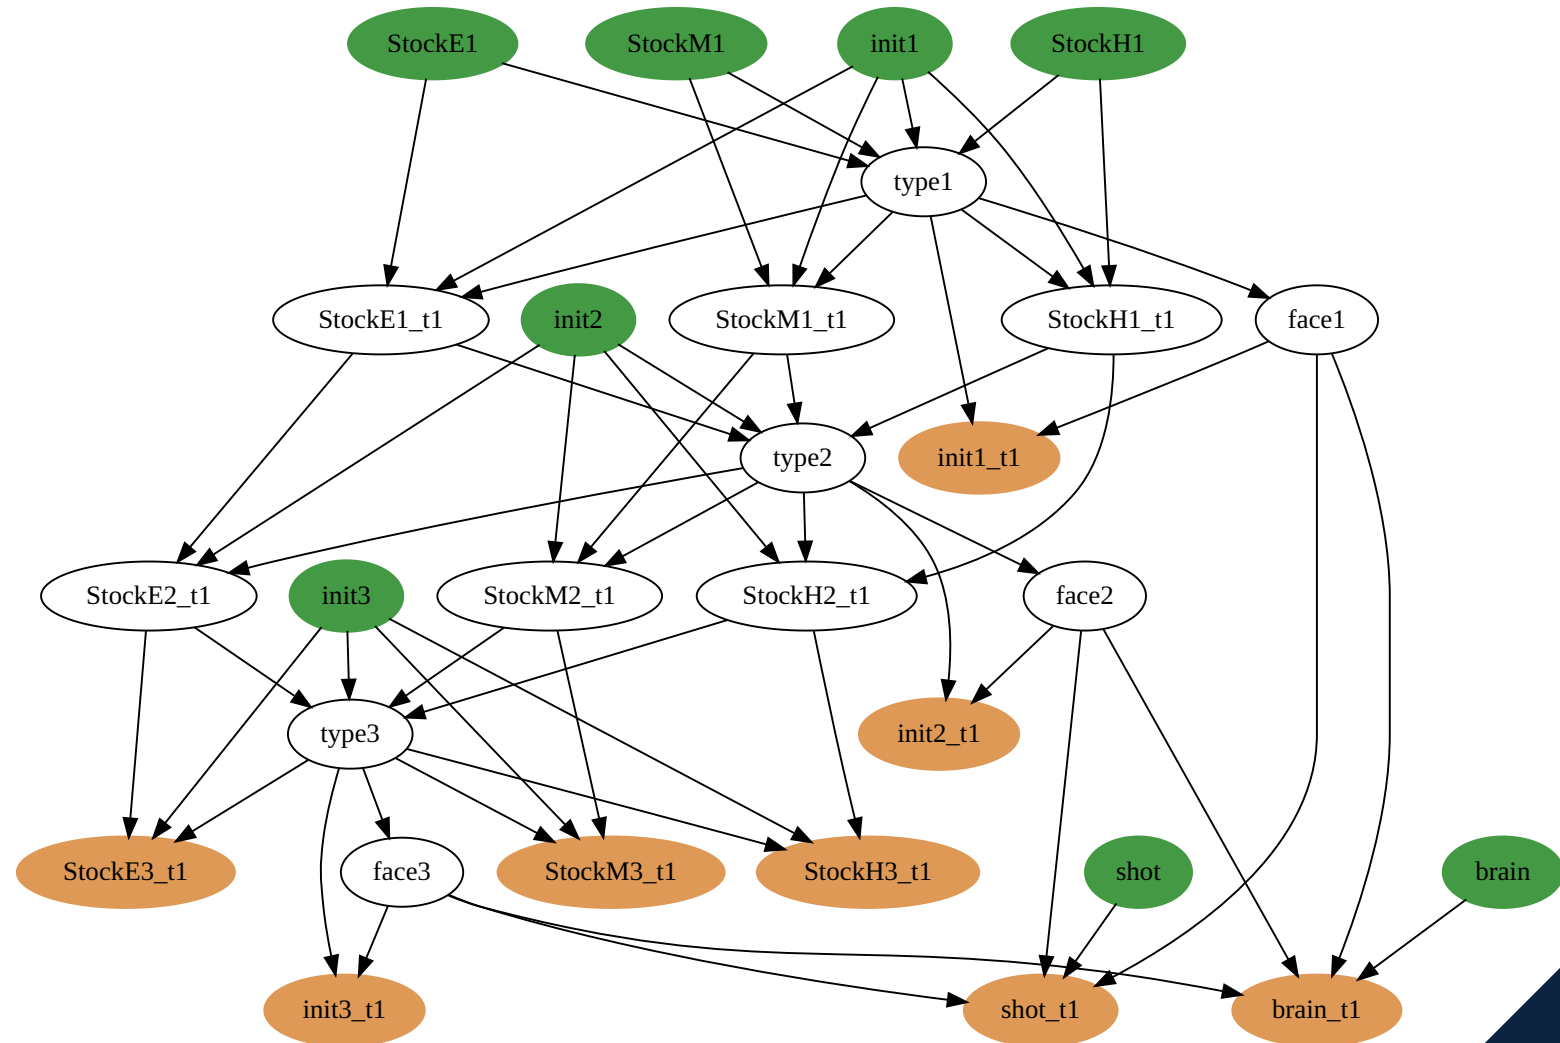 StockE1
StockM1
init1
StockH1
type1
StockE1_t1
init2
StockM1_t1
StockH1_t1
face1
type2
init1_t1
StockE2_t1
init3
StockM2_t1
StockH2_t1
face2
type3
init2_t1
StockE3_t1
face3
StockM3_t1
StockH3_t1
shot
brain
init3_t1
shot_t1
brain_t1